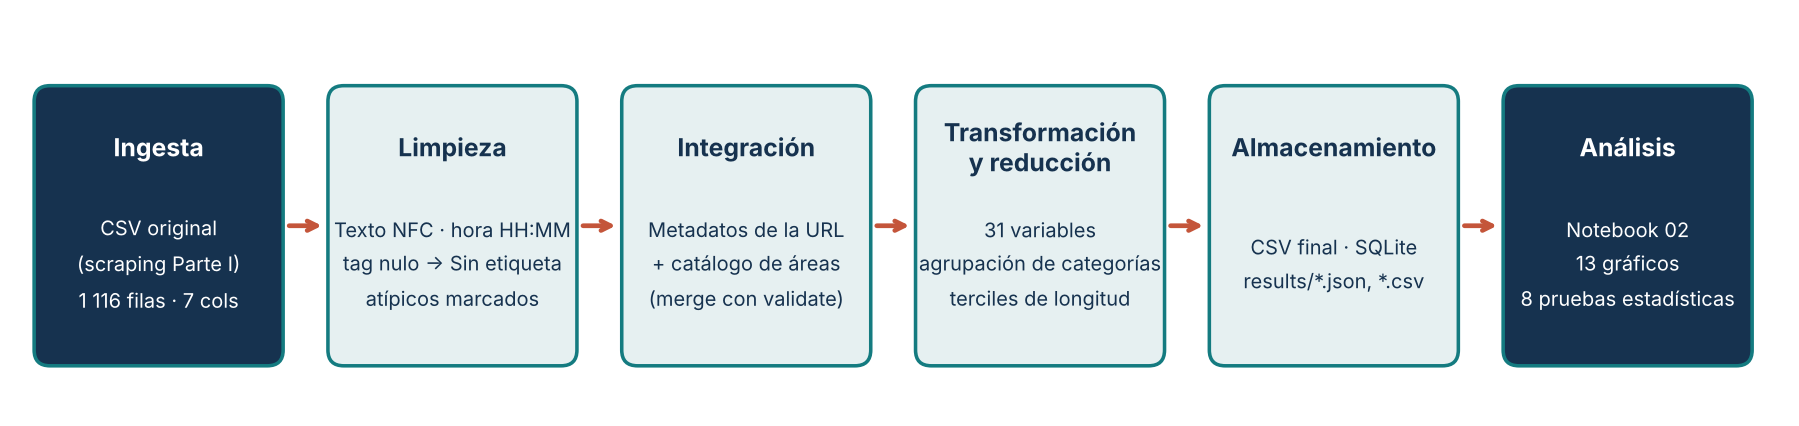 Ingesta
CSV original
(scraping Parte I)
1 116 filas · 7 cols
Limpieza
Texto NFC · hora HH:MM
tag nulo → Sin etiqueta
atípicos marcados
Integración
Metadatos de la URL
+ catálogo de áreas
(merge con validate)
Transformación
y reducción
31 variables
agrupación de categorías
terciles de longitud
Almacenamiento
CSV final · SQLite
results/*.json, *.csv
Análisis
Notebook 02
13 gráficos
8 pruebas estadísticas